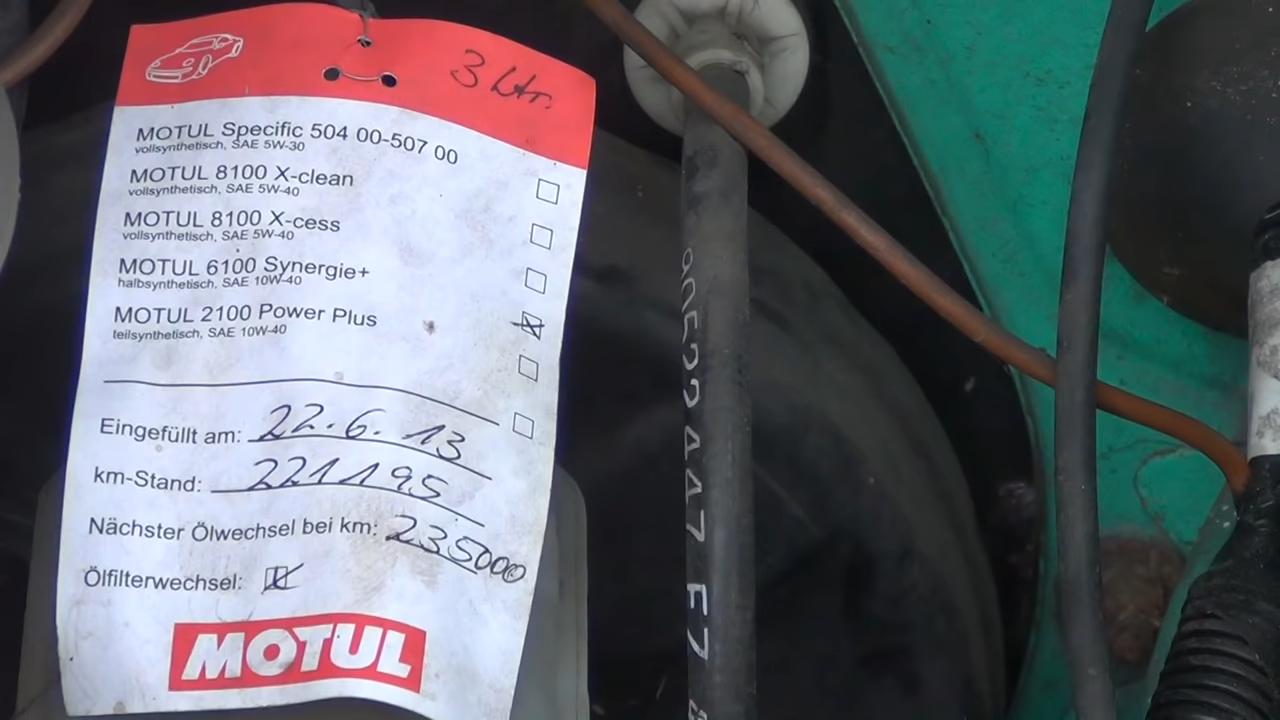 3 Ltr.
MOTUL Specific 504 00-507 00
vollsynthetisch, SAE 5W-30
MOTUL 8100 X-clean
vollsynthetisch, SAE 5W-40
MOTUL 8100 X-cess
vollsynthetisch, SAE 5W-40
MOTUL 6100 Synergie+
halbsynthetisch, SAE 10W-40
MOTUL 2100 Power Plus
teilsynthetisch, SAE 10W-40
Eingefüllt am: 22.6.13
km-Stand: 221195
Nächster Ölwechsel bei km: 235000
Ölfilterwechsel:
MOTUL